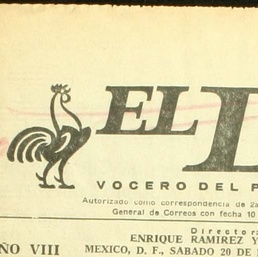 EL
VOCERO DEL
Autorizado como correspondencia de 2a
General de Correos con fecha 10
Director:
ENRIQUE RAMIREZ Y
AÑO VIII MEXICO, D. F., SABADO 20 DE